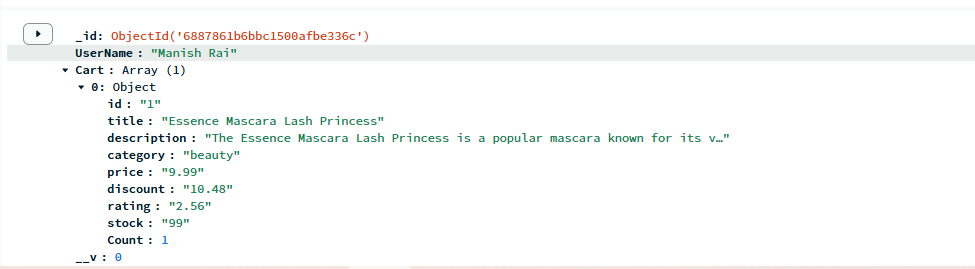 _id: ObjectId('6887861b6bbc1500afbe336c')
UserName : "Manish Rai"
Cart : Array (1)
0: Object
id : "1"
title : "Essence Mascara Lash Princess"
description : "The Essence Mascara Lash Princess is a popular mascara known for its v…"
category : "beauty"
price : "9.99"
discount : "10.48"
rating : "2.56"
stock : "99"
Count : 1
__v : 0